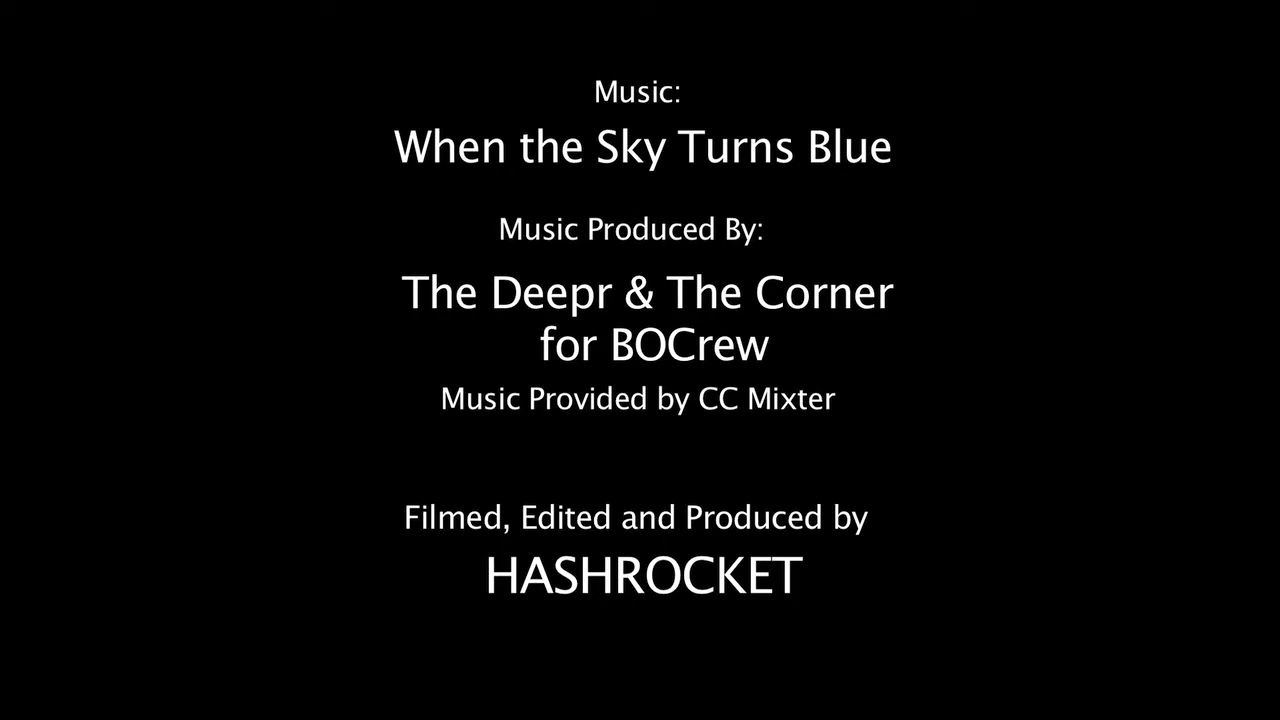 Music:
When the Sky Turns Blue
Music Produced By:
The Deepr & The Corner
for BOCrew
Music Provided by CC Mixter
Filmed, Edited and Produced by
HASHROCKET